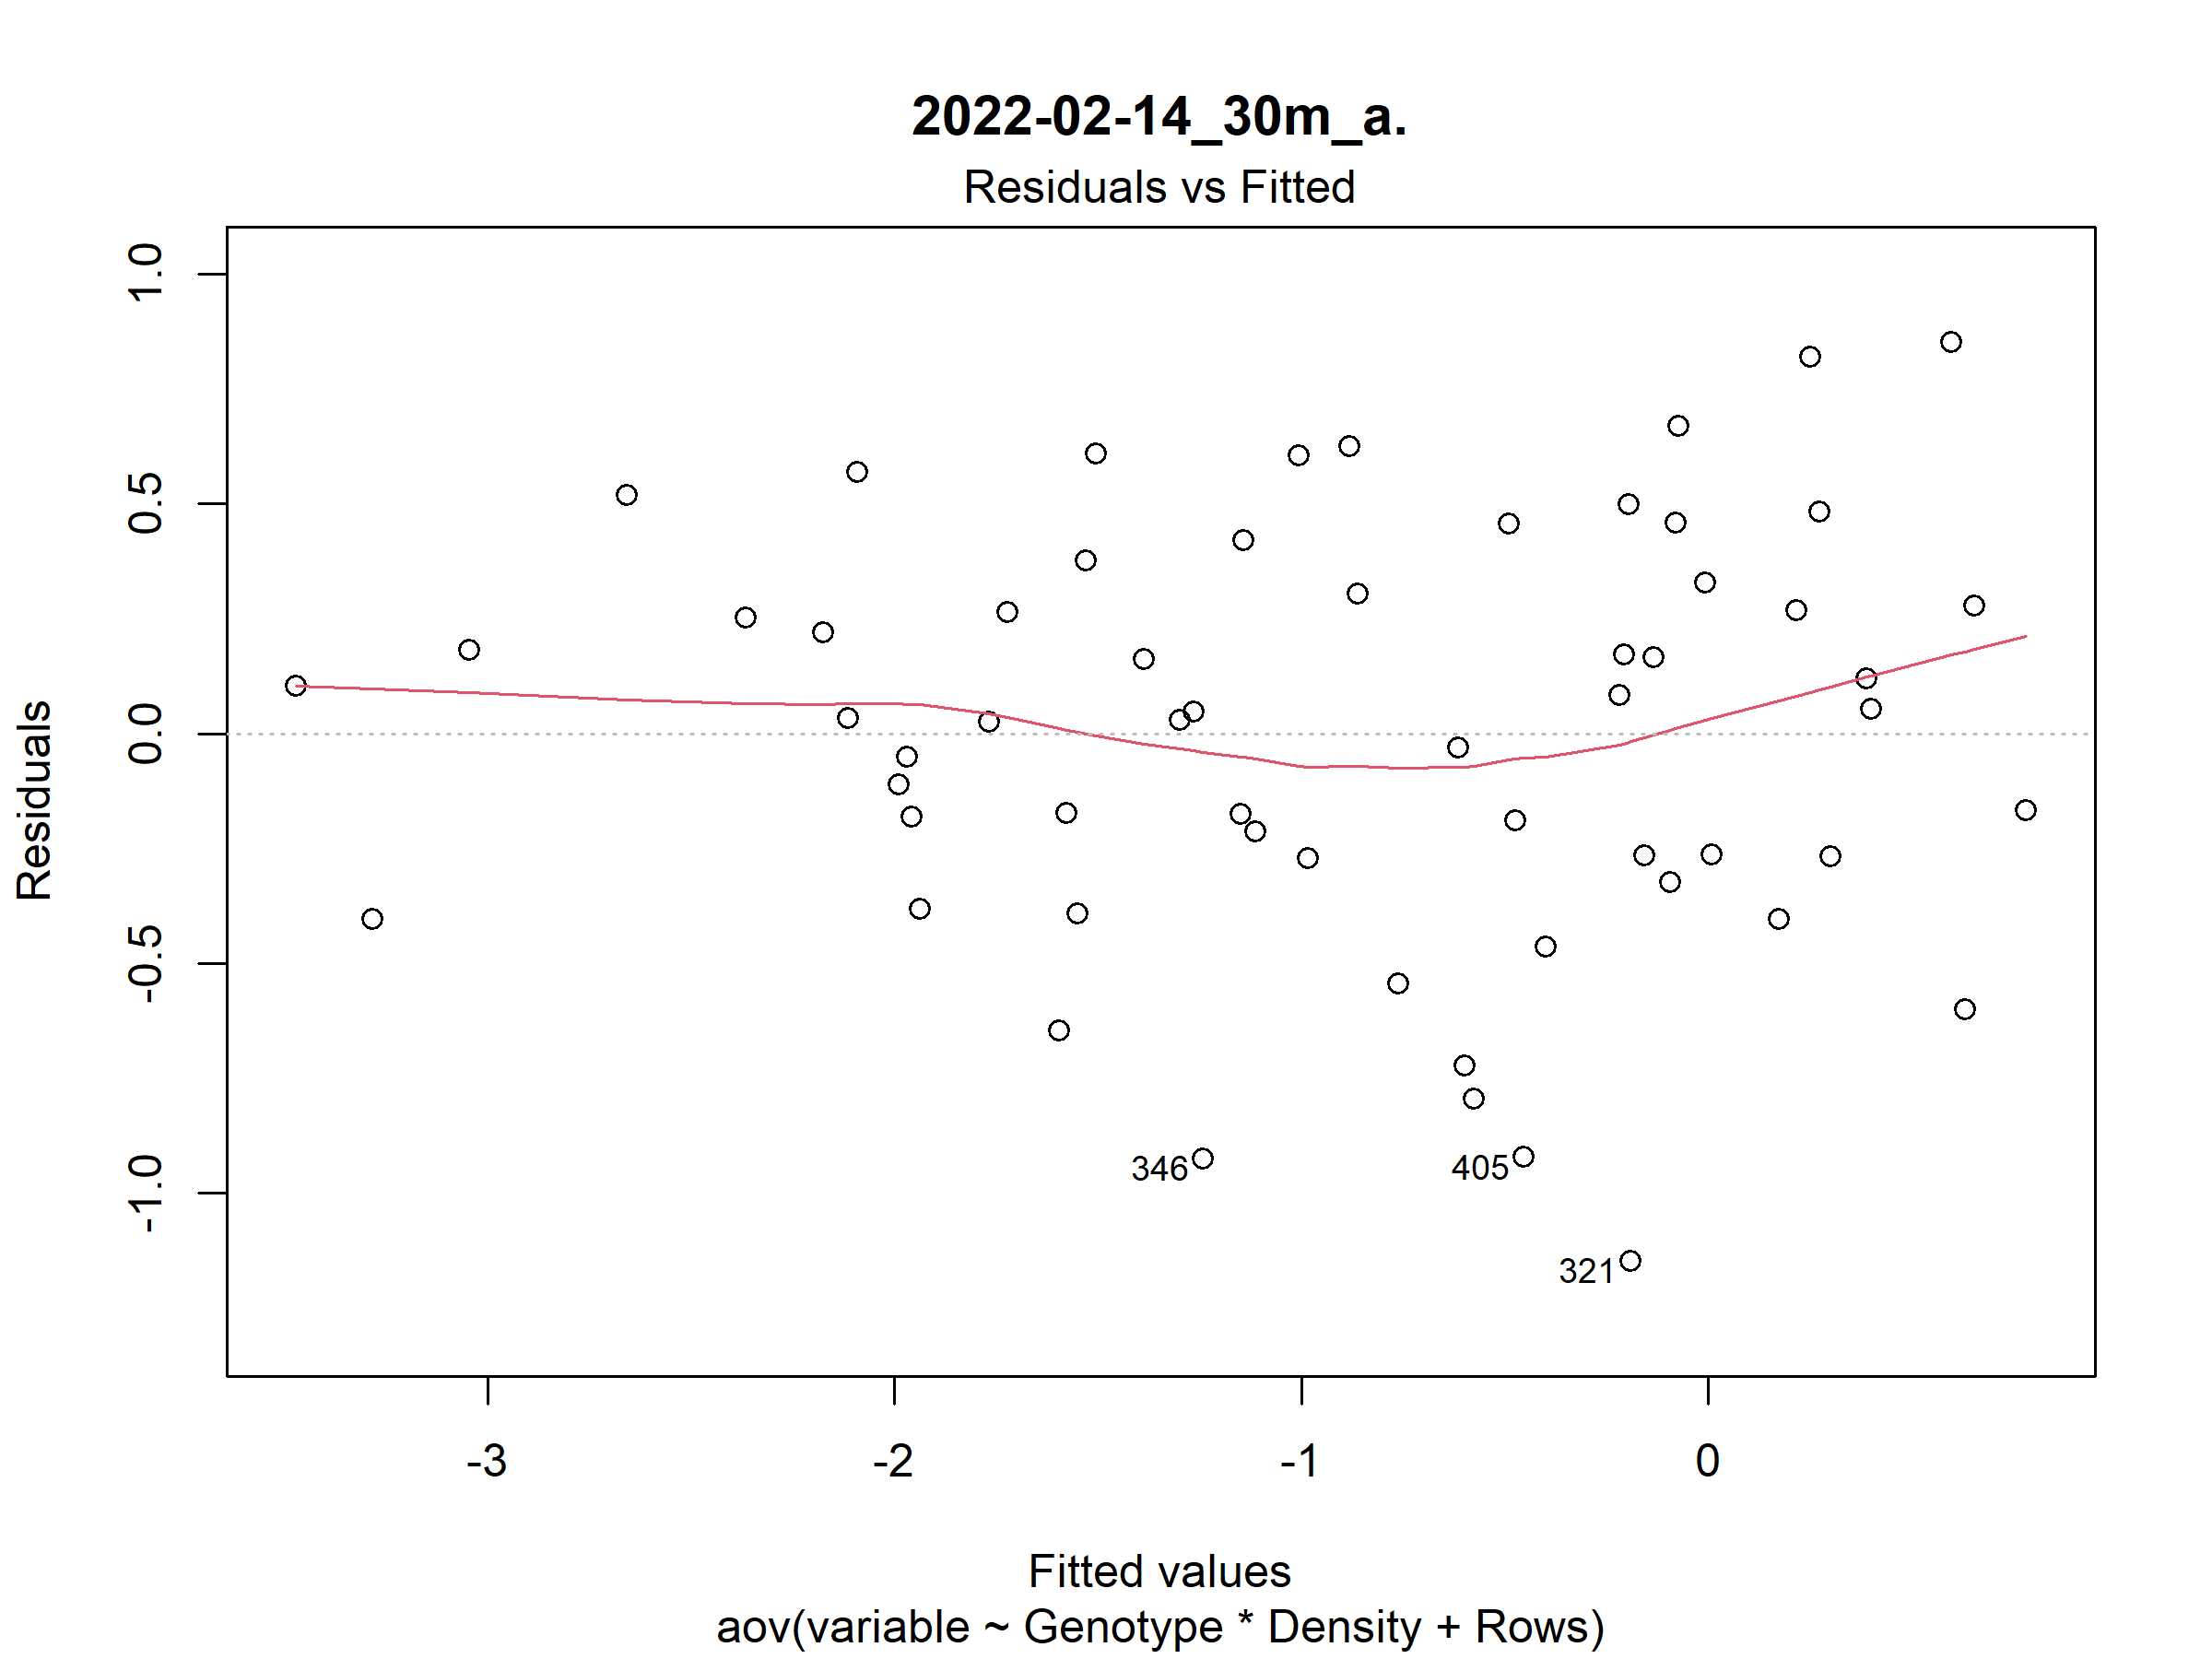 2022-02-14_30m_a.
Residuals vs Fitted
1.0
0.5
0.0
-0.5
-1.0
Residuals
346
405
321
-3
-2
-1
0
Fitted values
aov(variable ~ Genotype * Density + Rows)